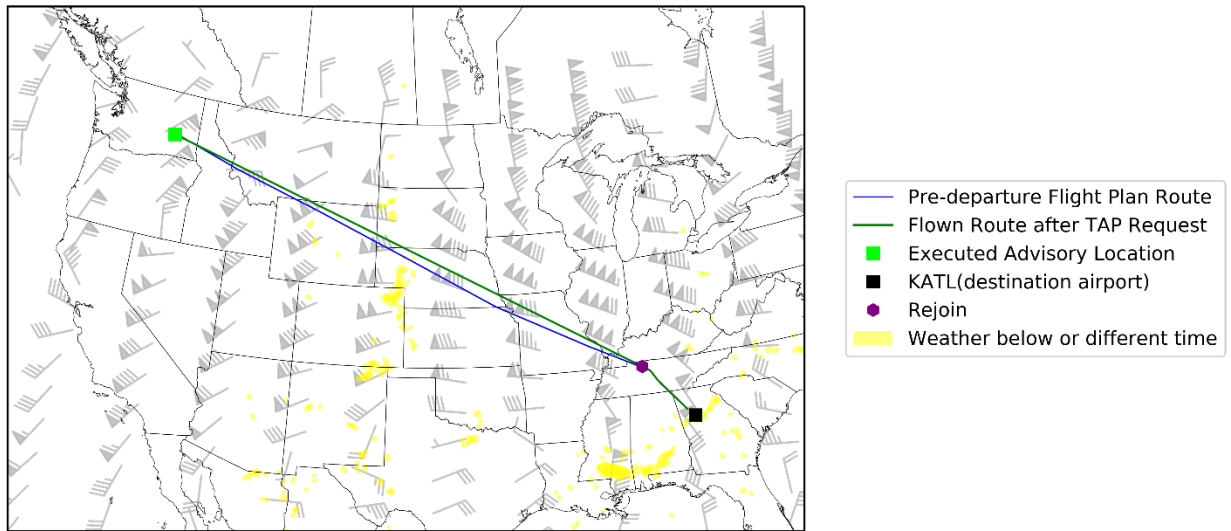 Pre-departure Flight Plan Route
Flown Route after TAP Request
Executed Advisory Location
KATL(destination airport)
Rejoin
Weather below or different time